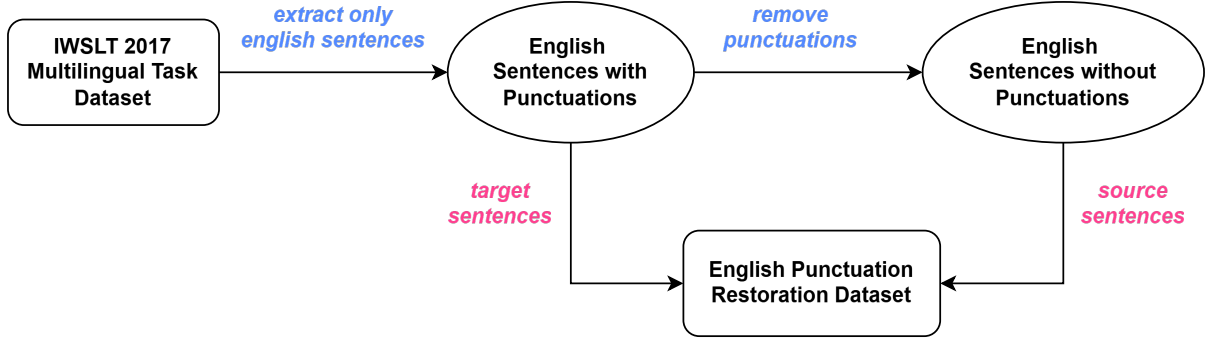 IWSLT 2017
Multilingual Task
Dataset
extract only
english sentences
English
Sentences with
Punctuations
remove
punctuations
English
Sentences without
Punctuations
target
sentences
source
sentences
English Punctuation
Restoration Dataset